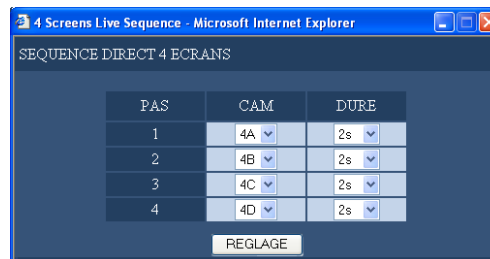 4 Screens Live Sequence - Microsoft Internet Explorer
SEQUENCE DIRECT 4 ECRANS
PAS CAM DURE
1 4A 2s
2 4B 2s
3 4C 2s
4 4D 2s
REGLAGE